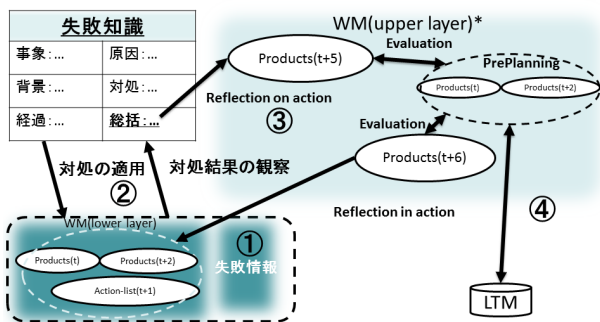 失敗知識
事象:… 原因:…
背景:… 対処:…
経過:… 総括:…
WM(upper layer)*
Products(t+5)
Evaluation
PrePlanning
Products(t) Products(t+2)
Reflection on action
③
Evaluation
Products(t+6)
対処の適用
②
対処結果の観察
Reflection in action
④
WM(lower layer)
①
失敗情報
Products(t) Products(t+2)
Action-list(t+1)
LTM